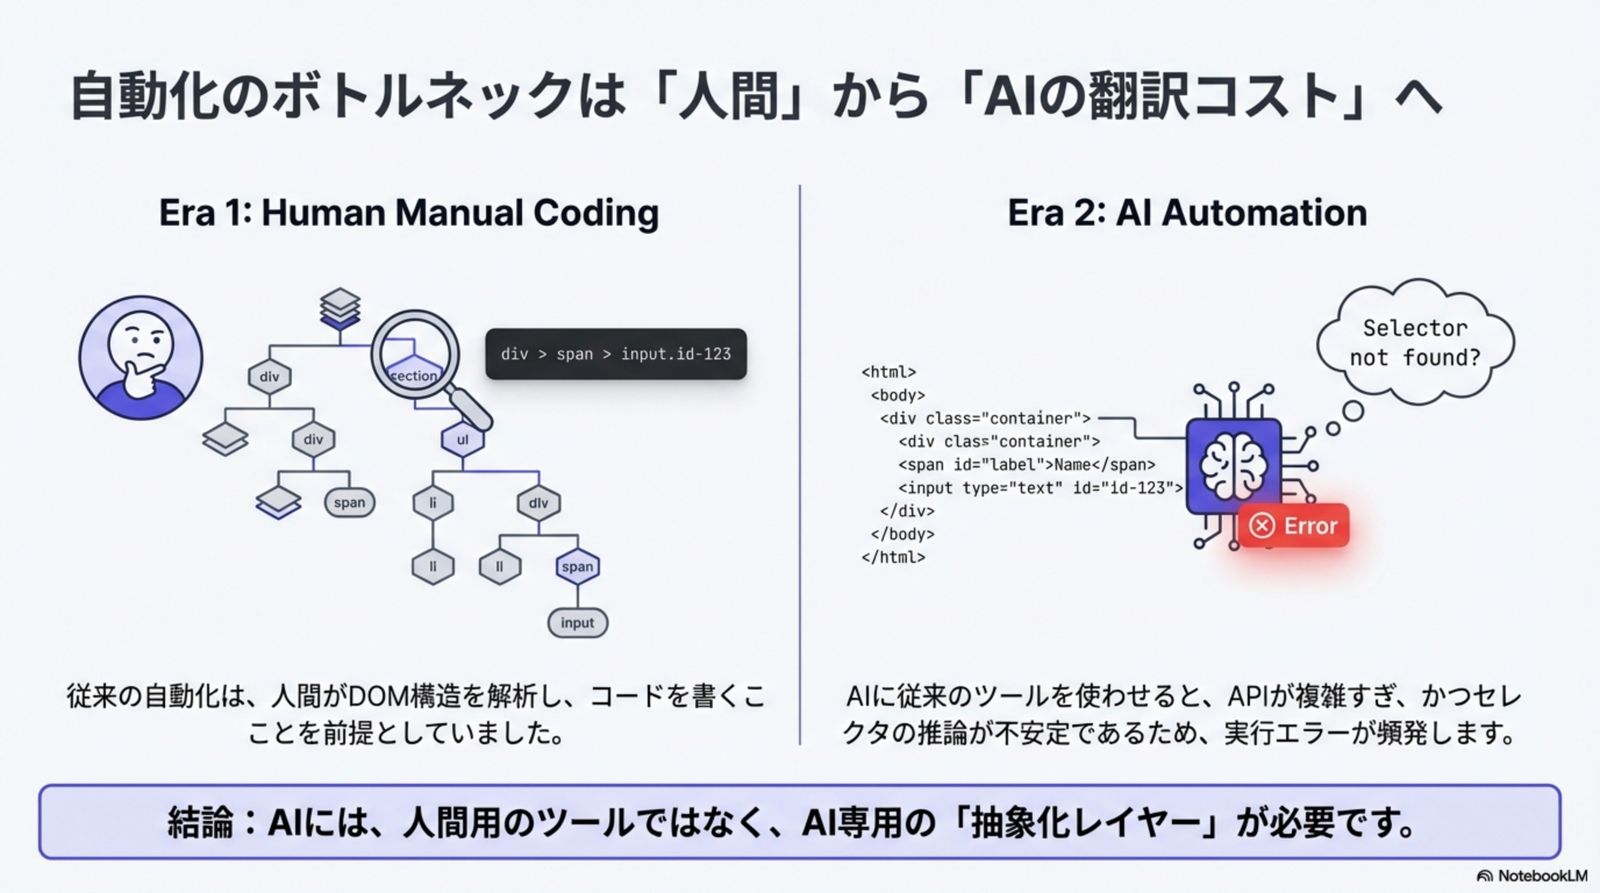 自動化のボトルネックは「人間」から「AIの翻訳コスト」へ
Era 1: Human Manual Coding
div
section
div > span > input.id-123
div
ul
span
li
dlv
li
ll
span
input
従来の自動化は、人間がDOM構造を解析し、コードを書くこ
ことを前提としていました。
Era 2: AI Automation
Selector
not found?
<html>
<body>
<div class="container">
<div class="container">
<span id="label">Name</span>
<input type="text" id="id-123">
</div>
</body>
</html>
Error
AIに従来のツールを使わせると、APIが複雑すぎ、かつセレ
クタの推論が不安定であるため、実行エラーが頻発します。
結論：AIには、人間用のツールではなく、AI専用の「抽象化レイヤー」が必要です。
NotebookLM